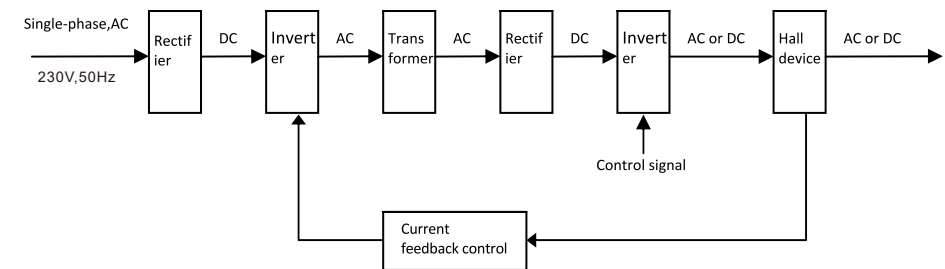 Single-phase,AC
230V,50Hz
Rectif
ier
DC
Invert
er
AC
Trans
former
AC
Rectif
ier
DC
Invert
er
AC or DC
Hall
device
AC or DC
Control signal
Current
feedback control